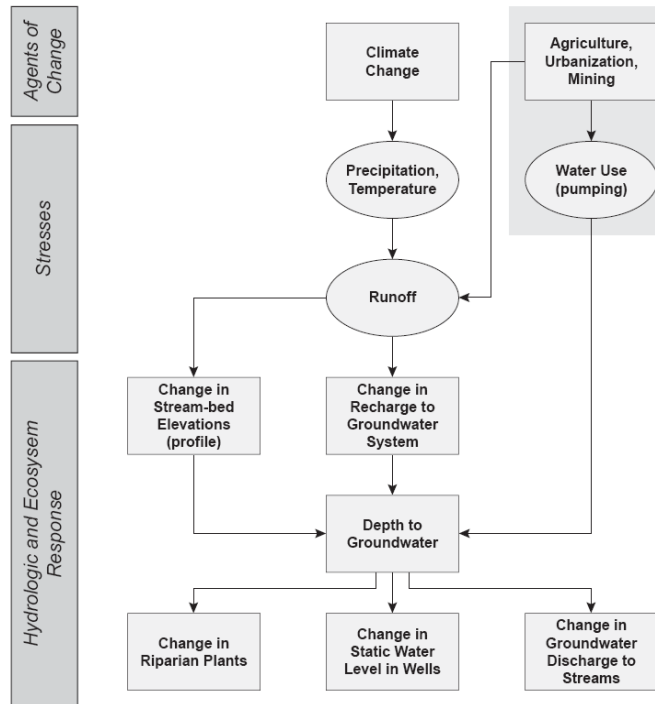 Agents of
Change
Climate
Change
Agriculture,
Urbanization,
Mining
Stresses
Precipitation,
Temperature
Water Use
(pumping)
Runoff
Hydrologic and Ecosysem
Response
Change in
Stream-bed
Elevations
(profile)
Change in
Recharge to
Groundwater
System
Depth to
Groundwater
Change in
Riparian Plants
Change in
Static Water
Level in Wells
Change in
Groundwater
Discharge to
Streams